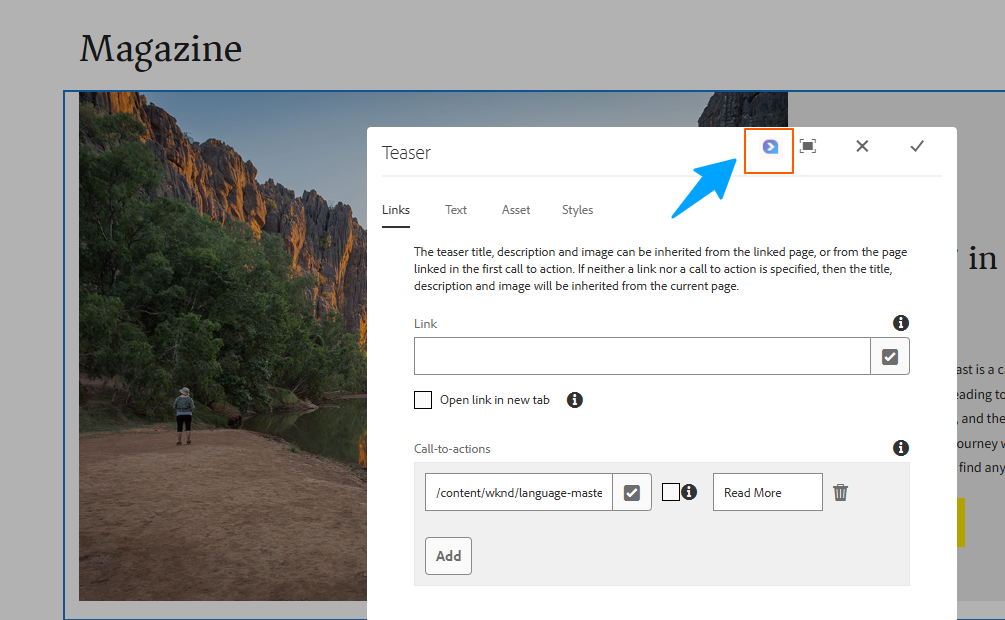 Magazine
Teaser
Links Text Asset Styles
The teaser title, description and image can be inherited from the linked page, or from the page
linked in the first call to action. If neither a link nor a call to action is specified, then the title,
description and image will be inherited from the current page.
in
Link
ast is a
eading to
Open link in new tab
, and the
ourney
Call-to-actions
find any
/content/wknd/language-maste
Read More
Add